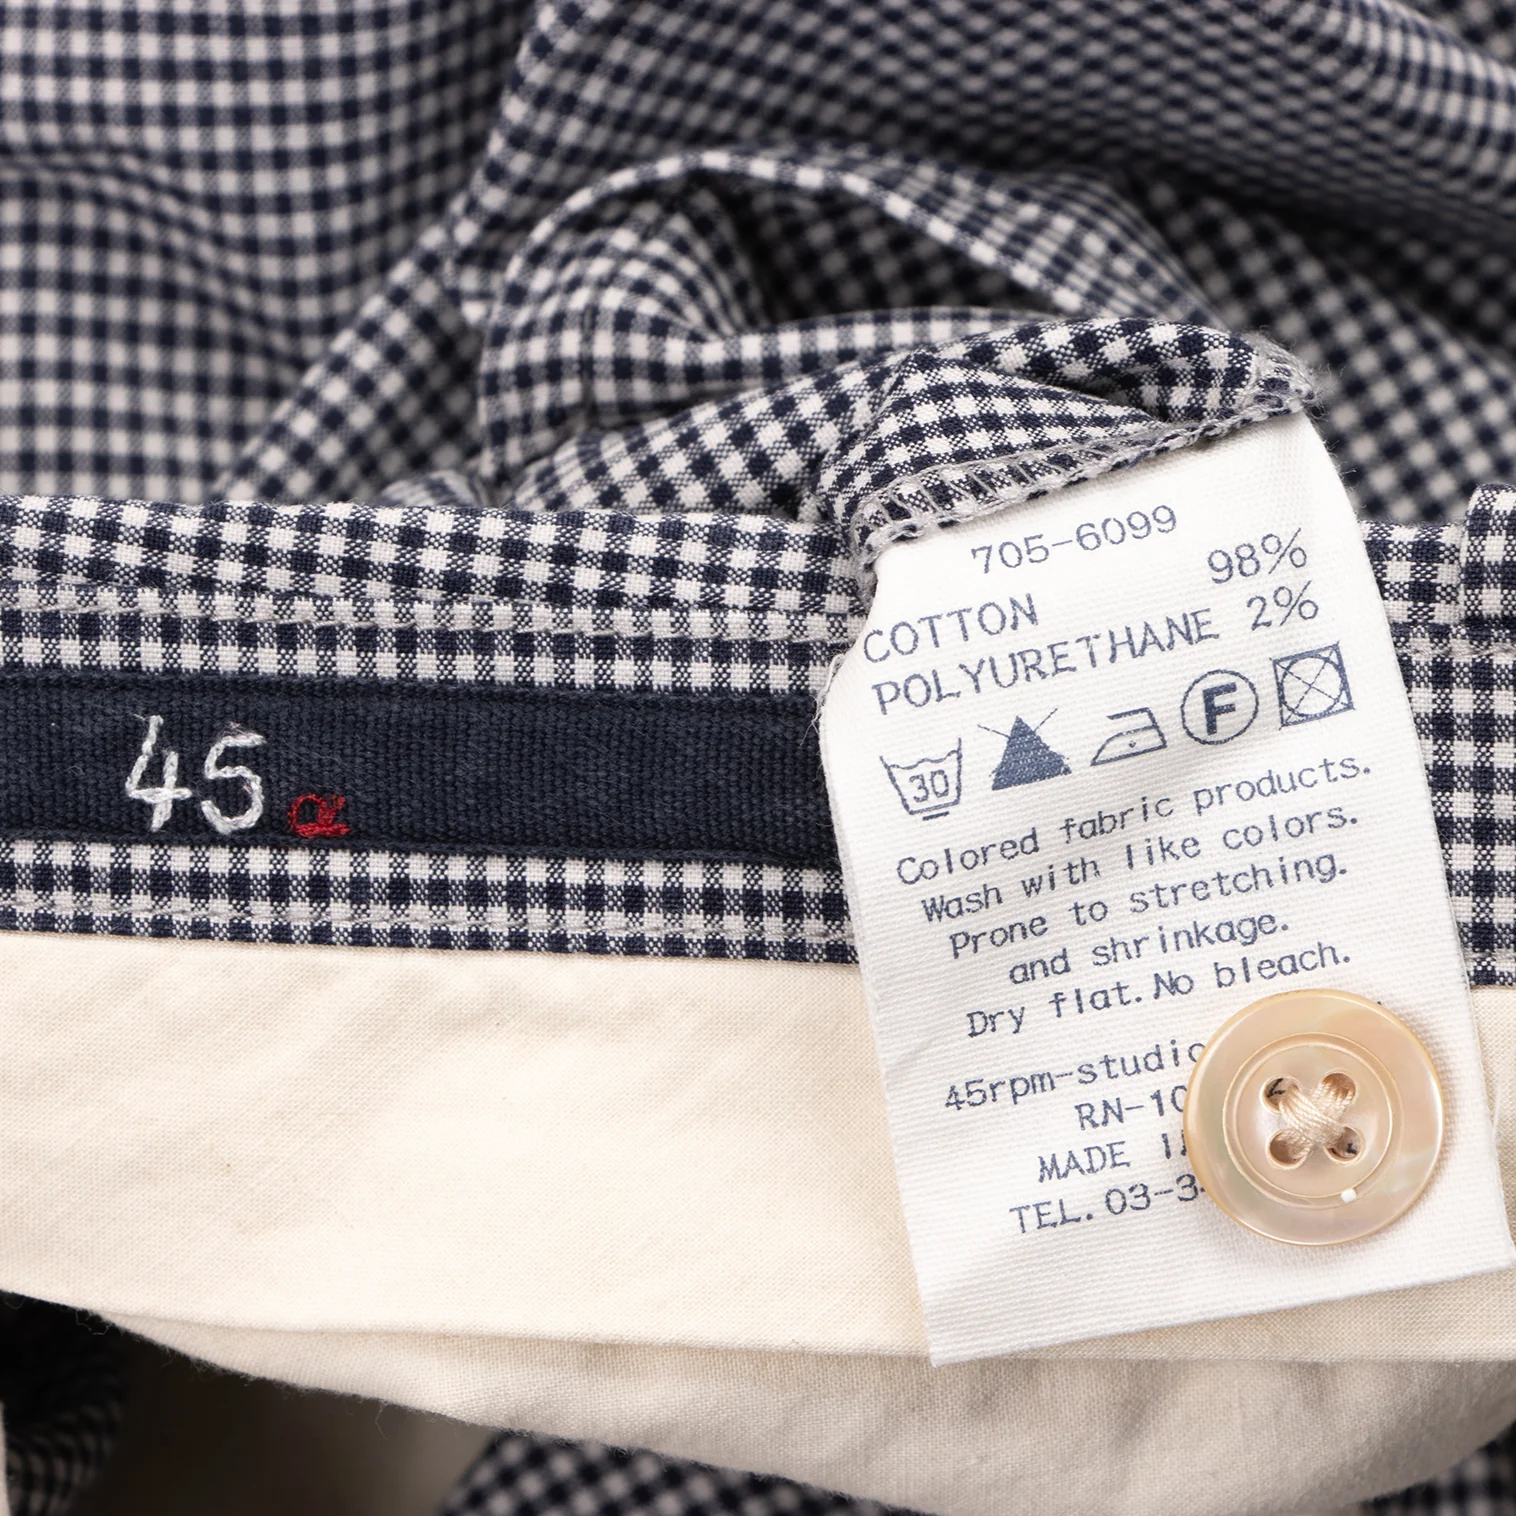 705-6099
COTTON 98%
POLYURETHANE 2%
30
F
Colored fabric products.
Wash with like colors.
Prone to stretching.
and shrinkage.
Dry flat. No bleach.
45rpm-studio
RN-10
MADE
TEL. 03-3
45 R